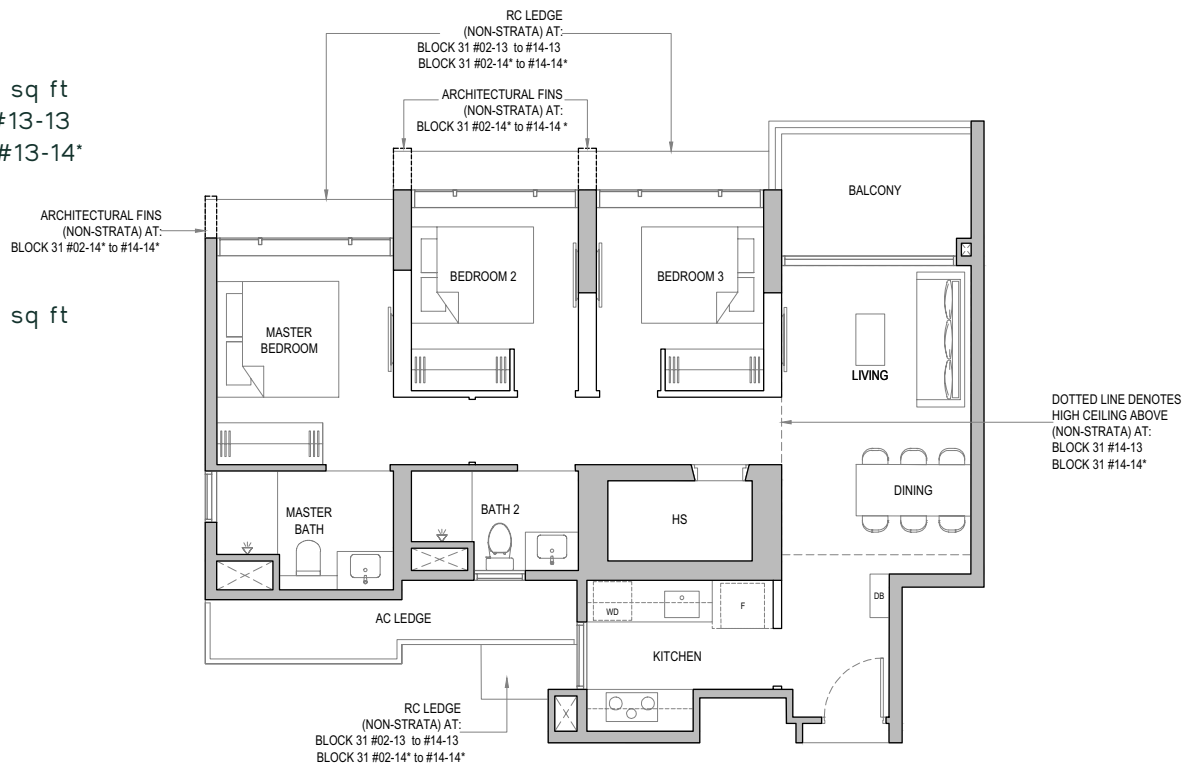 sq ft
#13-13
#13-14*
sq ft
RC LEDGE
(NON-STRATA) AT:
BLOCK 31 #02-13 to #14-13
BLOCK 31 #02-14* to #14-14*
ARCHITECTURAL FINS
(NON-STRATA) AT:
BLOCK 31 #02-14* to #14-14*
ARCHITECTURAL FINS
(NON-STRATA) AT:
BLOCK 31 #02-14* to #14-14*
BALCONY
BEDROOM 2
BEDROOM 3
MASTER
BEDROOM
LIVING
DOTTED LINE DENOTES
HIGH CEILING ABOVE
(NON-STRATA) AT:
BLOCK 31 #14-13
BLOCK 31 #14-14*
DINING
MASTER
BATH
BATH 2
HS
DB
WD
F
AC LEDGE
KITCHEN
RC LEDGE
(NON-STRATA) AT:
BLOCK 31 #02-13 to #14-13
BLOCK 31 #02-14* to #14-14*